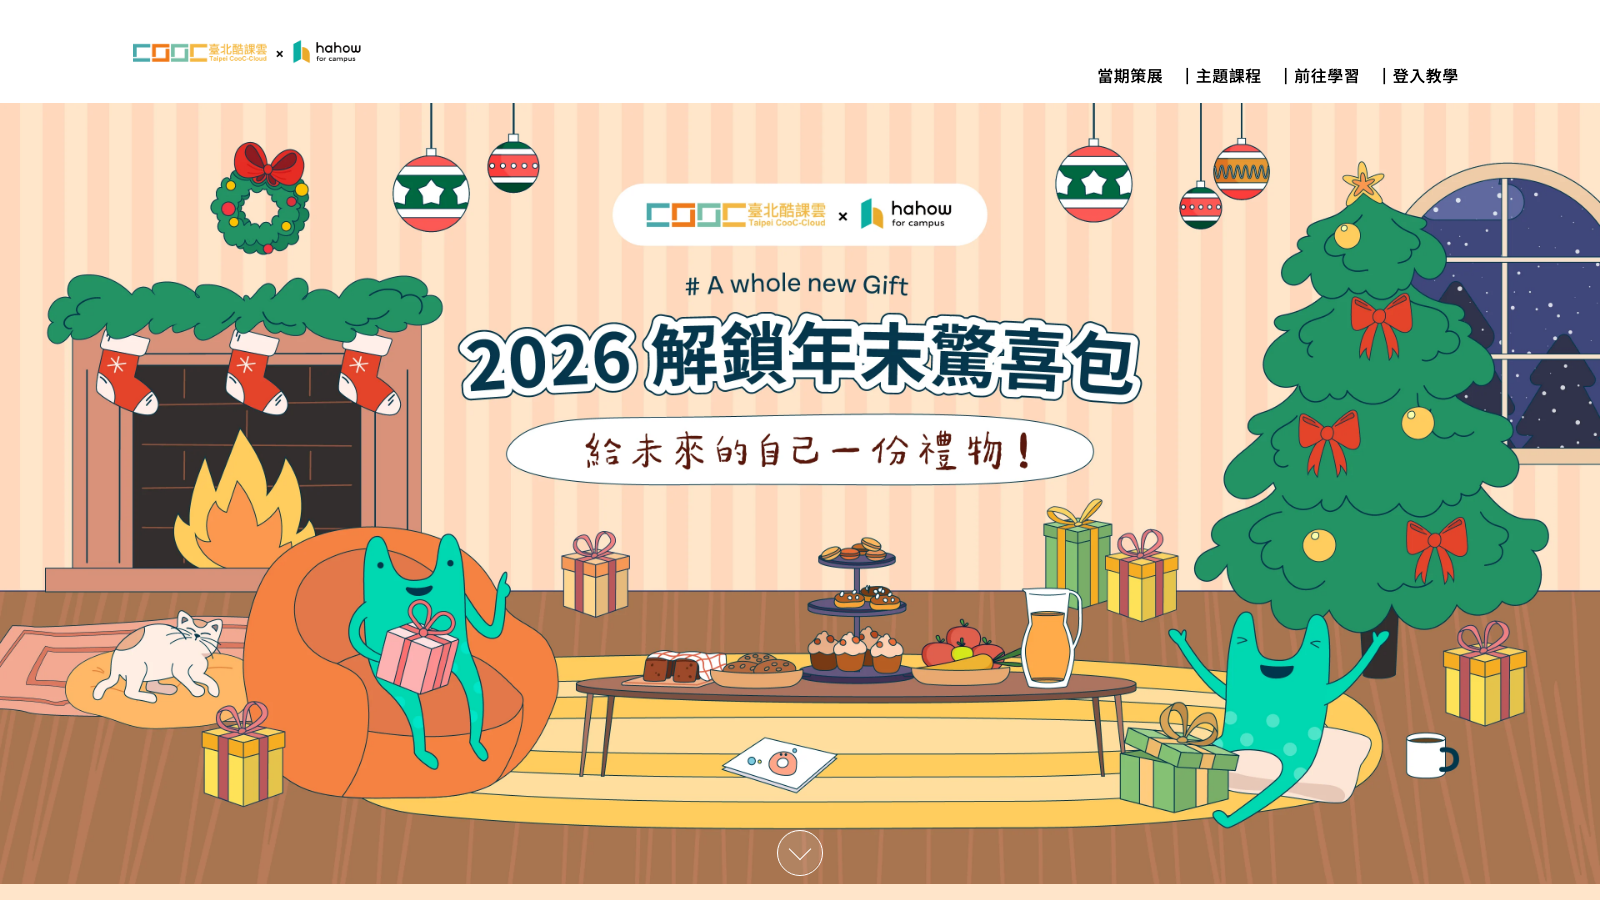 COOC 臺北酷課雲 Taipei CooC-Cloud × hahow for campus
當期策展 ｜主題課程 ｜前往學習 ｜登入教學
COOC 臺北酷課雲 Taipei CooC-Cloud × hahow for campus
# A whole new Gift
2026 解鎖年末驚喜包
給未來的自己一份禮物！